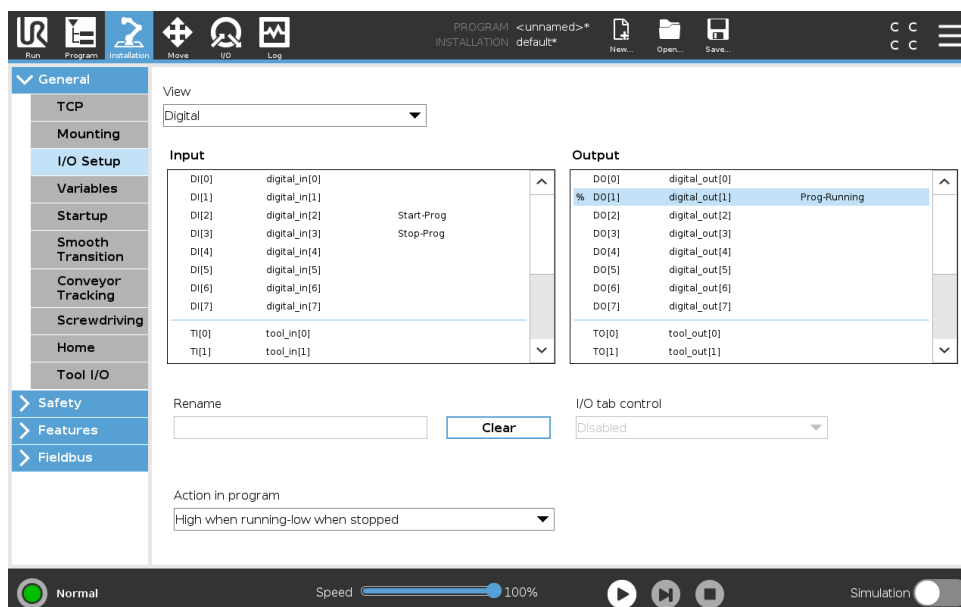 PROGRAM <unnamed>*
INSTALLATION default*
UR
C C
C C
Run Program Installation Move I/O Log New... Open... Save...
General
TCP
Mounting
I/O Setup
Variables
Startup
Smooth
Transition
Conveyor
Tracking
Screwdriving
Home
Tool I/O
Safety
Features
Fieldbus
View
Digital
Input
DI[0] digital_in[0]
DI[1] digital_in[1]
DI[2] digital_in[2] Start-Prog
DI[3] digital_in[3] Stop-Prog
DI[4] digital_in[4]
DI[5] digital_in[5]
DI[6] digital_in[6]
DI[7] digital_in[7]
TI[0] tool_in[0]
TI[1] tool_in[1]
Output
DO[0] digital_out[0]
% DO[1] digital_out[1] Prog-Running
DO[2] digital_out[2]
DO[3] digital_out[3]
DO[4] digital_out[4]
DO[5] digital_out[5]
DO[6] digital_out[6]
DO[7] digital_out[7]
TO[0] tool_out[0]
TO[1] tool_out[1]
Rename
Clear
I/O tab control
Disabled
Action in program
High when running-low when stopped
Normal
Speed 100%
Simulation